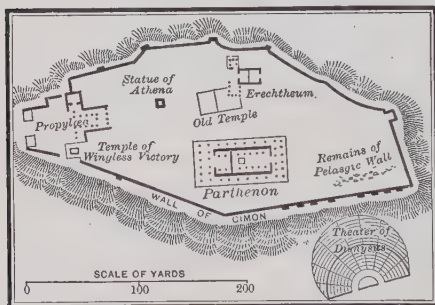 Statue of
Athena
Erechtheum.
Propylæa
Old Temple
Temple of
Wingless Victory
Remains of
Pelasgic Wall
Parthenon
WALL OF CIMON
Theater of
Dionysus
SCALE OF YARDS
0 100 200